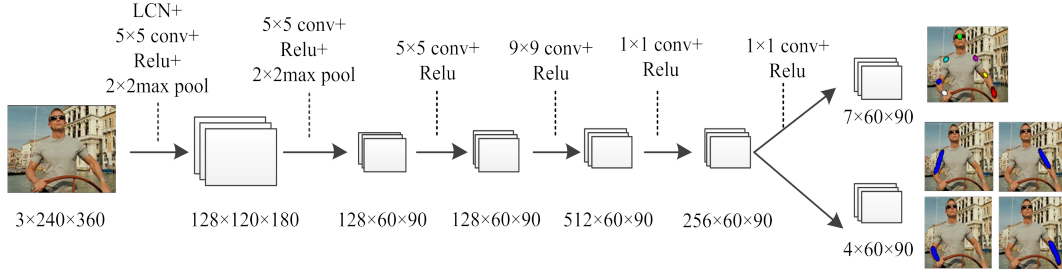 LCN+
5×5 conv+
Relu+
2×2max pool
5×5 conv+
Relu+
2×2max pool
5×5 conv+
Relu
9×9 conv+
Relu
1×1 conv+
Relu
1×1 conv+
Relu
3×240×360
128×120×180
128×60×90
128×60×90
512×60×90
256×60×90
7×60×90
4×60×90